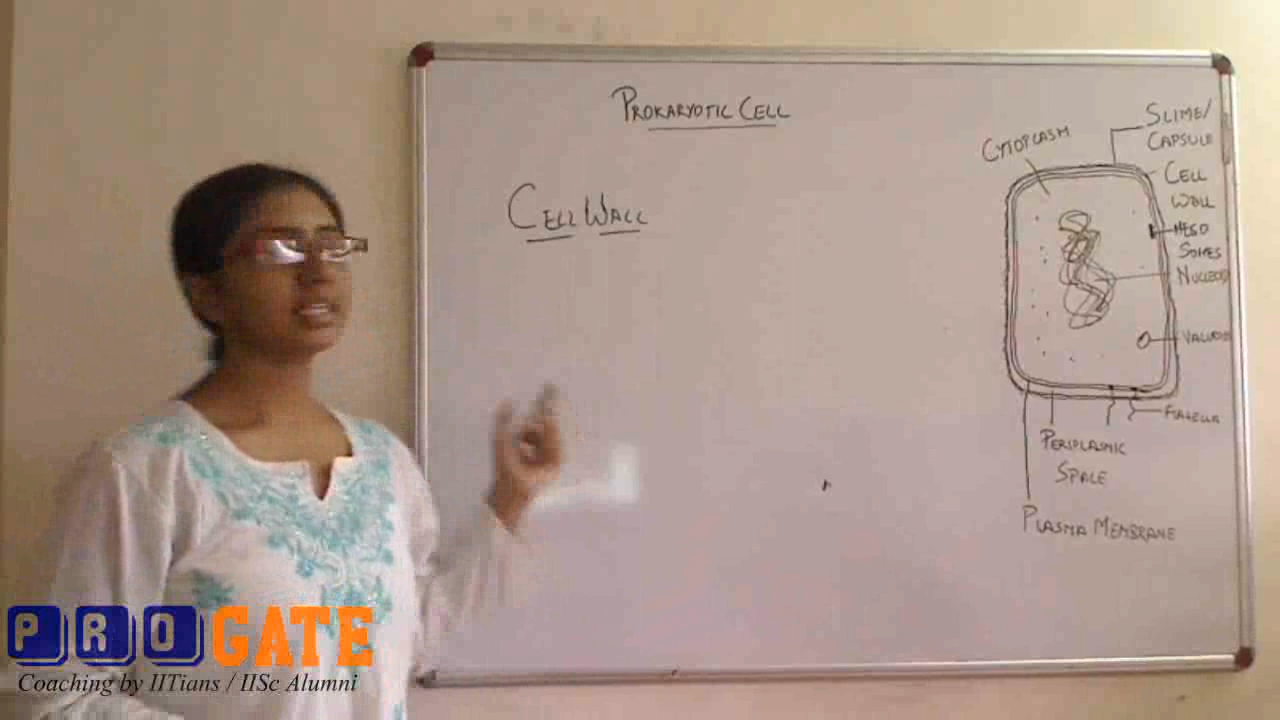 PROKARYOTIC CELL
CELL WALL
CYTOPLASM
SLIME/
CAPSULE
CELL
WALL
MESO
SOMES
NUCLEOID
VACUOLE
FLAGELLA
PERIPLASMIC
SPACE
PLASMA MEMBRANE
PROGATE
Coaching by IITians / IISc Alumni